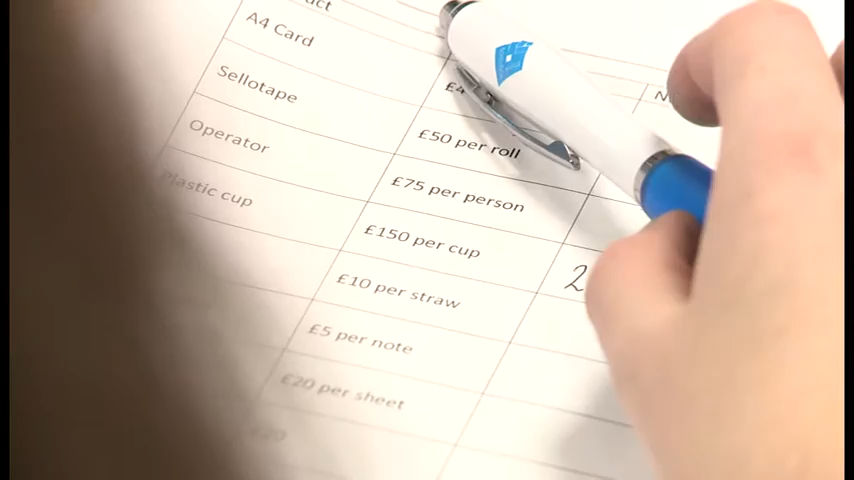 A4 Card
Sellotape £50 per roll
Operator £75 per person
Plastic cup £150 per cup
2
£10 per straw
£5 per note
£20 per sheet
£20